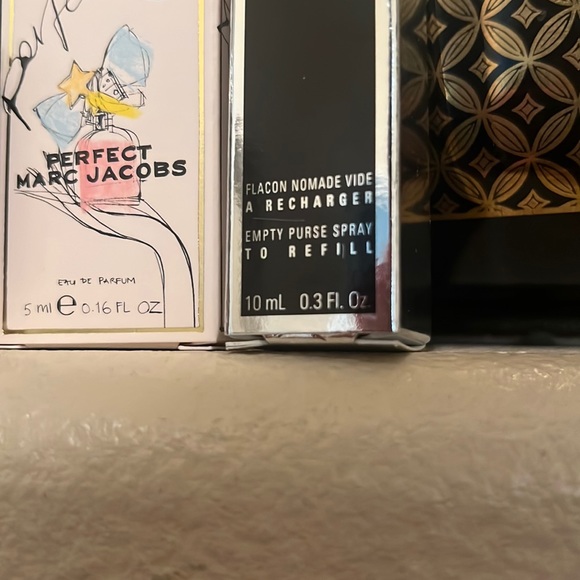 PERFECT
MARC JACOBS
EAU DE PARFUM
5 ml e 0.16 FL OZ
FLACON NOMADE VIDE
A RECHARGER
EMPTY PURSE SPRAY
TO REFILL
10 mL 0.3 Fl. Oz.